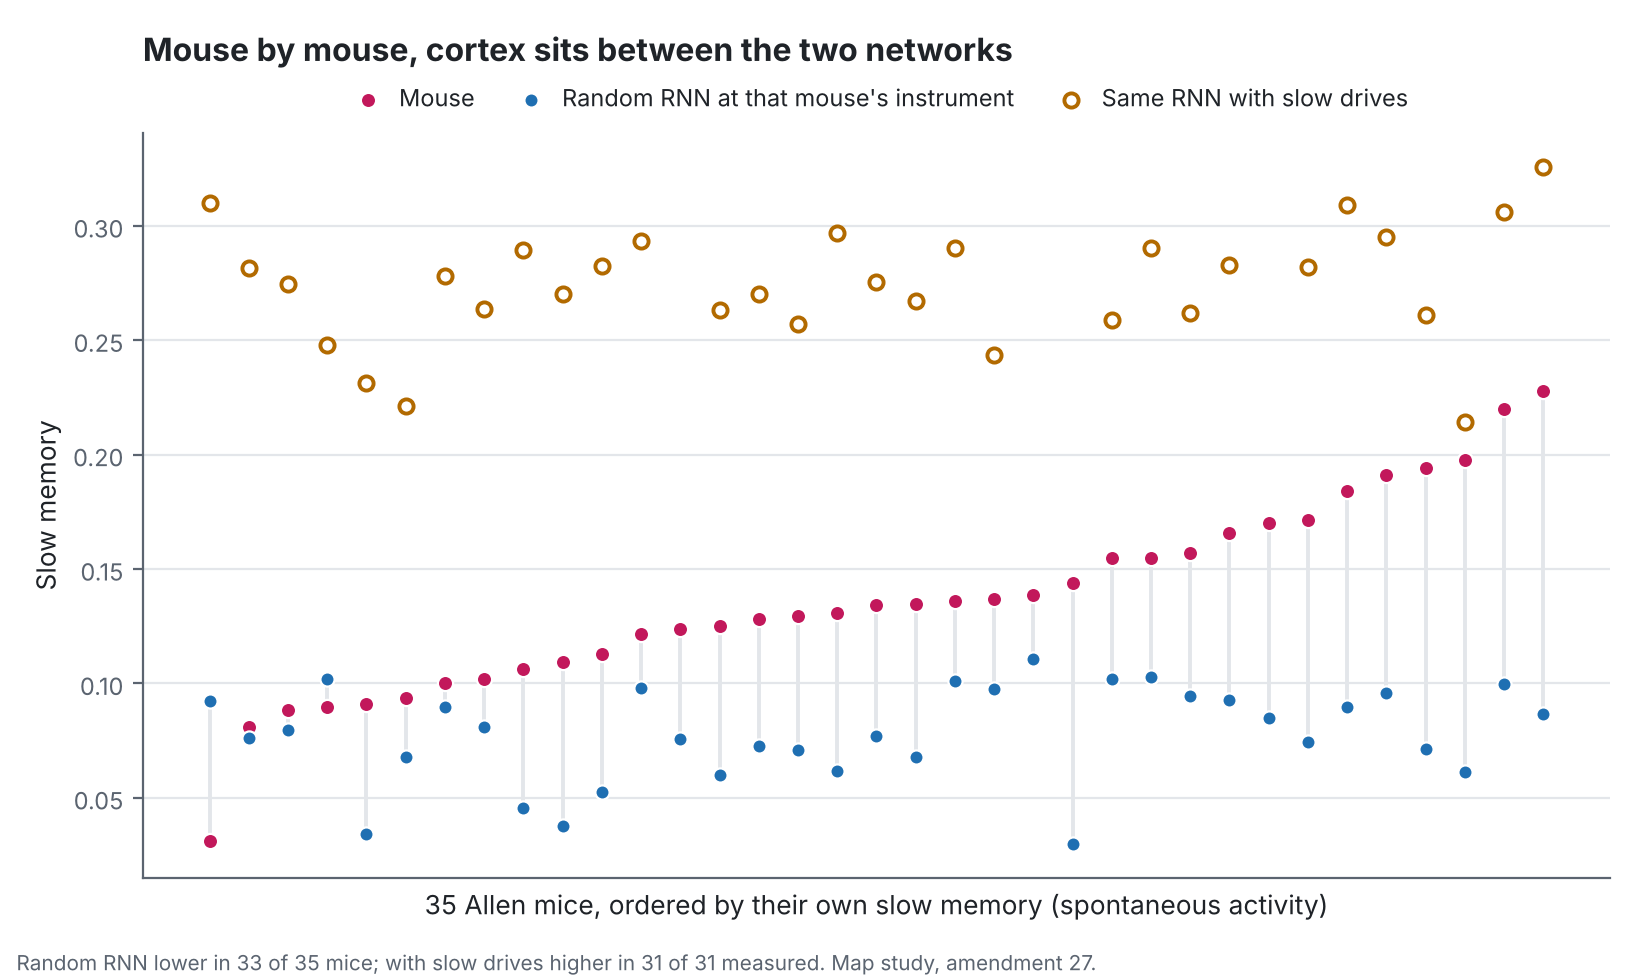 Mouse by mouse, cortex sits between the two networks
Mouse Random RNN at that mouse's instrument Same RNN with slow drives
0.30
0.25
0.20
0.15
0.10
0.05
Slow memory
35 Allen mice, ordered by their own slow memory (spontaneous activity)
Random RNN lower in 33 of 35 mice; with slow drives higher in 31 of 31 measured. Map study, amendment 27.